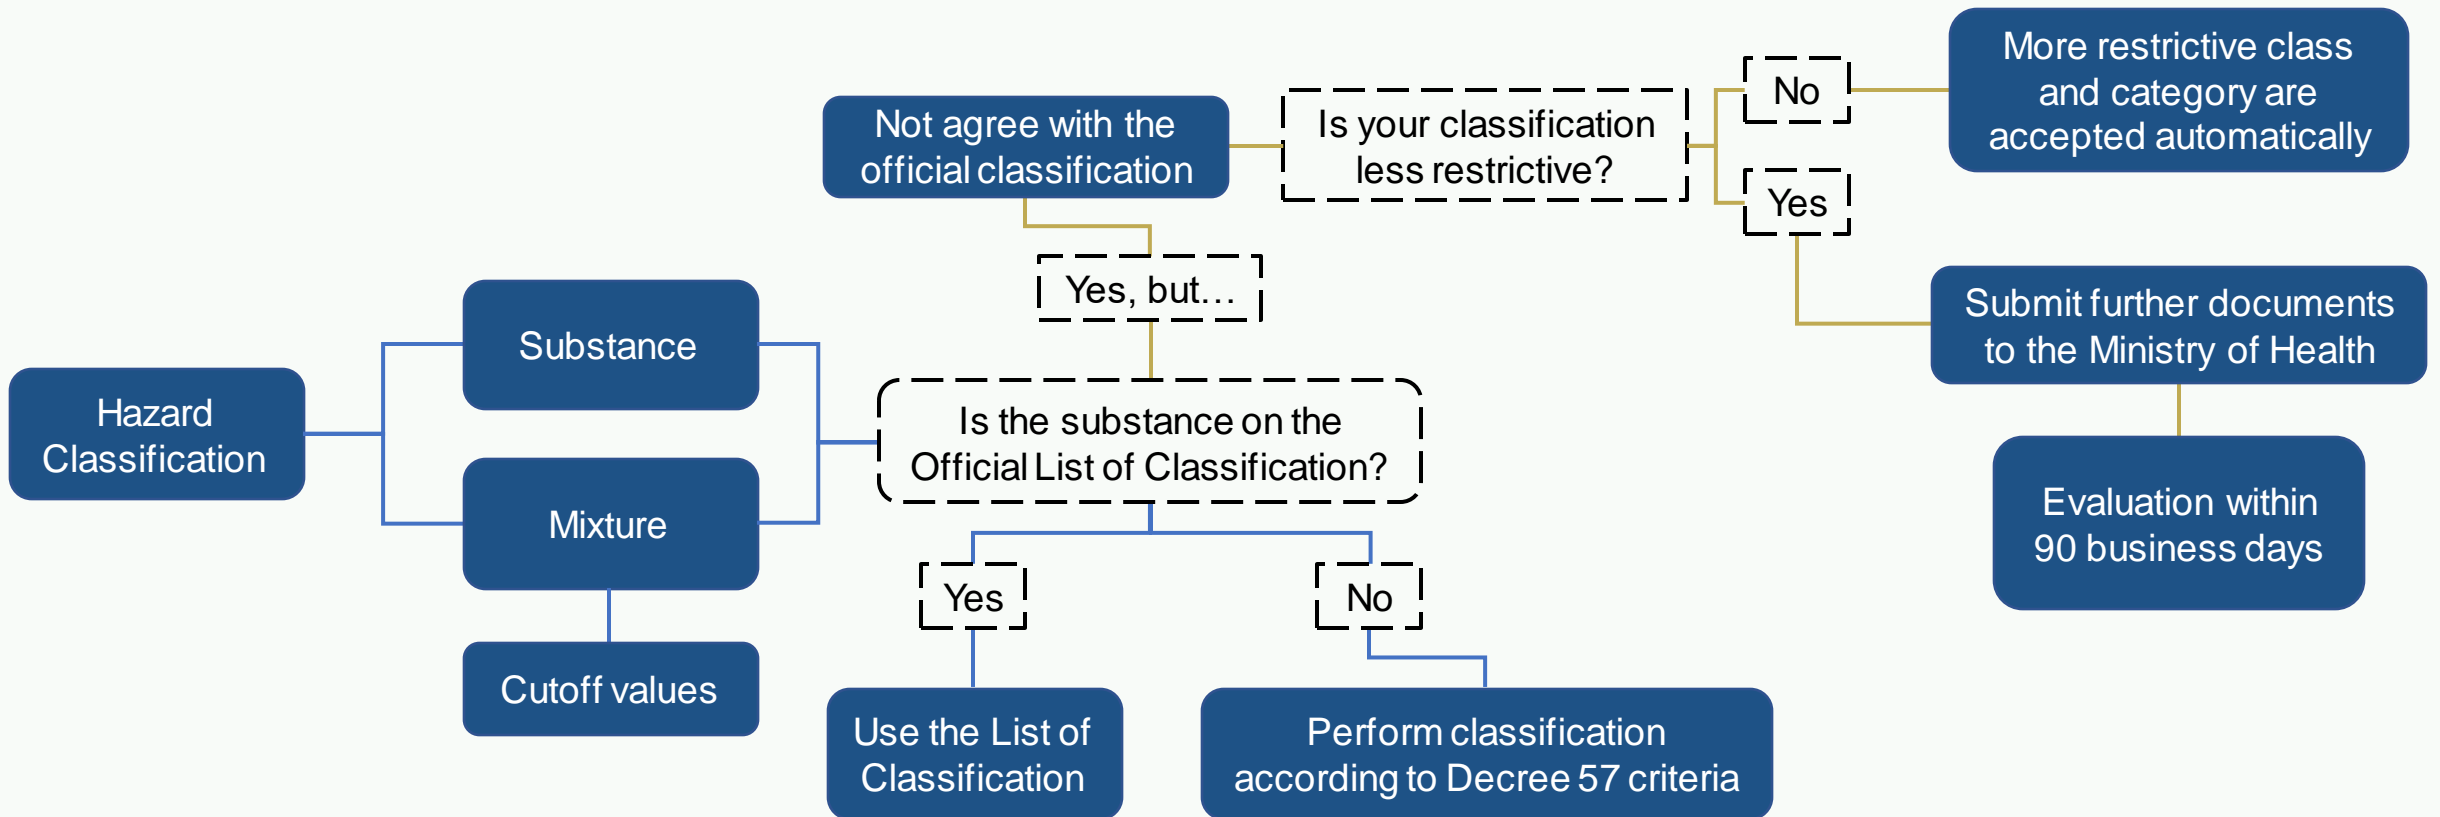 Hazard
Classification
Substance
Mixture
Cutoff values
Is the substance on the
Official List of Classification?
Yes
Use the List of
Classification
No
Perform classification
according to Decree 57 criteria
Yes, but…
Not agree with the
official classification
Is your classification
less restrictive?
No
More restrictive class
and category are
accepted automatically
Yes
Submit further documents
to the Ministry of Health
Evaluation within
90 business days